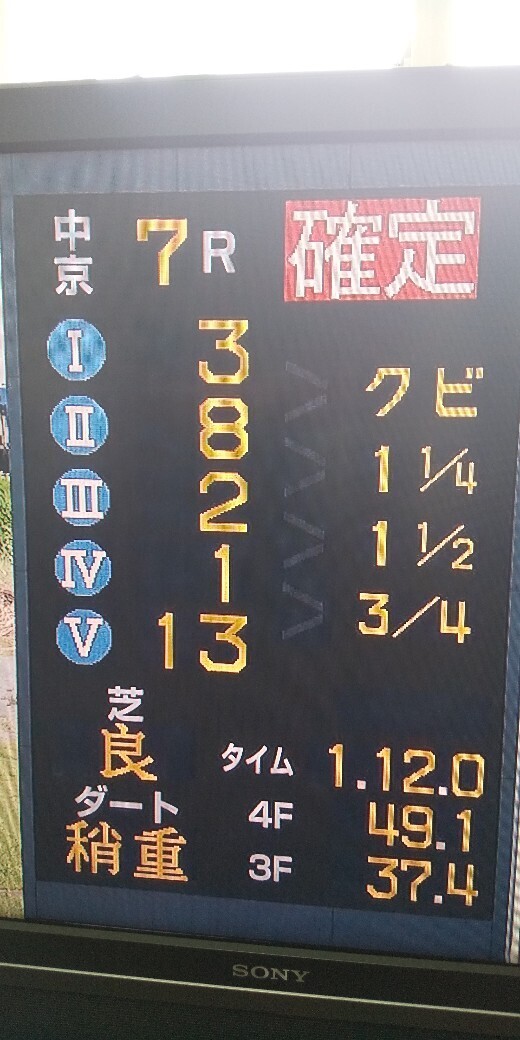 中京 7R 確定
Ⅰ 3
クビ
Ⅱ 8
1 1/4
Ⅲ 2
1 1/2
Ⅳ 1
3/4
Ⅴ 13
芝
良 タイム 1.12.0
ダート 4F 49.1
稍重 3F 37.4
SONY